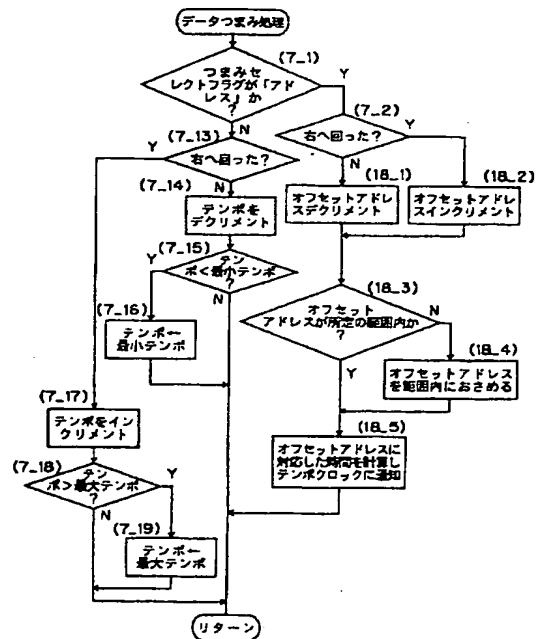 データつまみ処理
(7_1)
つまみセ
レクトフラグが「アド
レス」か
?
Y
N
(7_2)
右へ回った?
Y
N
(7_13)
右へ回った?
Y
N
(18_1)
オフセットアドレ
スデクリメント
(18_2)
オフセットアドレ
スインクリメント
(7_14)
テンポを
デクリメント
(7_15)
テン
ポ<最小テンポ
?
Y
N
(7_16)
テンポ←
最小テンポ
(18_3)
オフセット
アドレスが所定の範囲内か
?
N
Y
(18_4)
オフセットアドレス
を範囲内におさめる
(7_17)
テンポをイン
クリメント
(18_5)
オフセットアドレスに
対応した時間を計算し
テンポクロックに通知
(7_18)
テン
ポ>最大テンポ
?
Y
N
(7_19)
テンポ←
最大テンポ
リターン